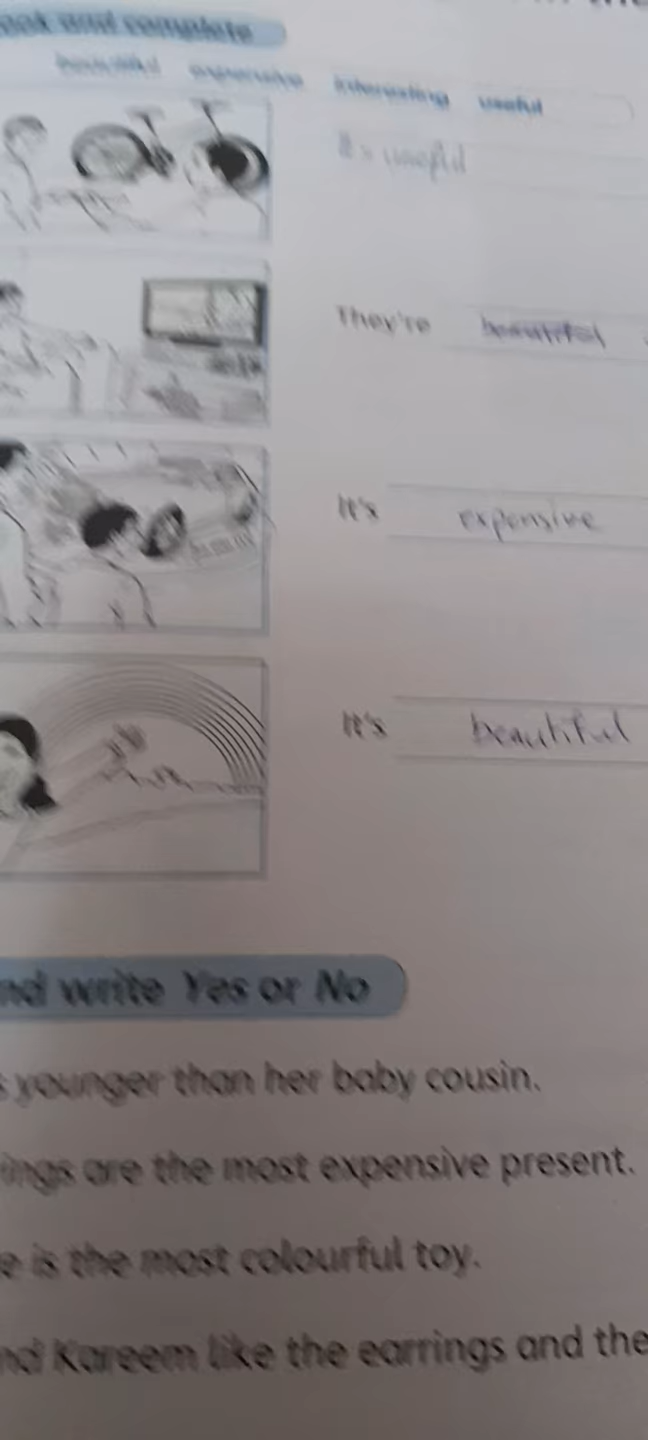 ook and complete
beautiful expensive interesting useful
It's useful
They're beautiful
It's expensive
It's beautiful
nd write Yes or No
s younger than her baby cousin.
ings are the most expensive present.
e is the most colourful toy.
nd Kareem like the earrings and the